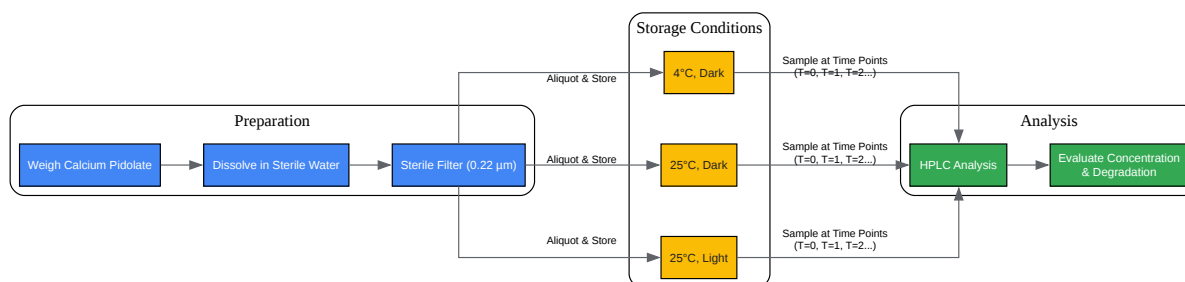 Storage Conditions
Preparation
Analysis
Weigh Calcium Pidolate
Dissolve in Sterile Water
Sterile Filter (0.22 µm)
Aliquot & Store
4°C, Dark
Sample at Time Points
(T=0, T=1, T=2...)
Aliquot & Store
25°C, Dark
Sample at Time Points
(T=0, T=1, T=2...)
Aliquot & Store
25°C, Light
Sample at Time Points
(T=0, T=1, T=2...)
HPLC Analysis
Evaluate Concentration
& Degradation